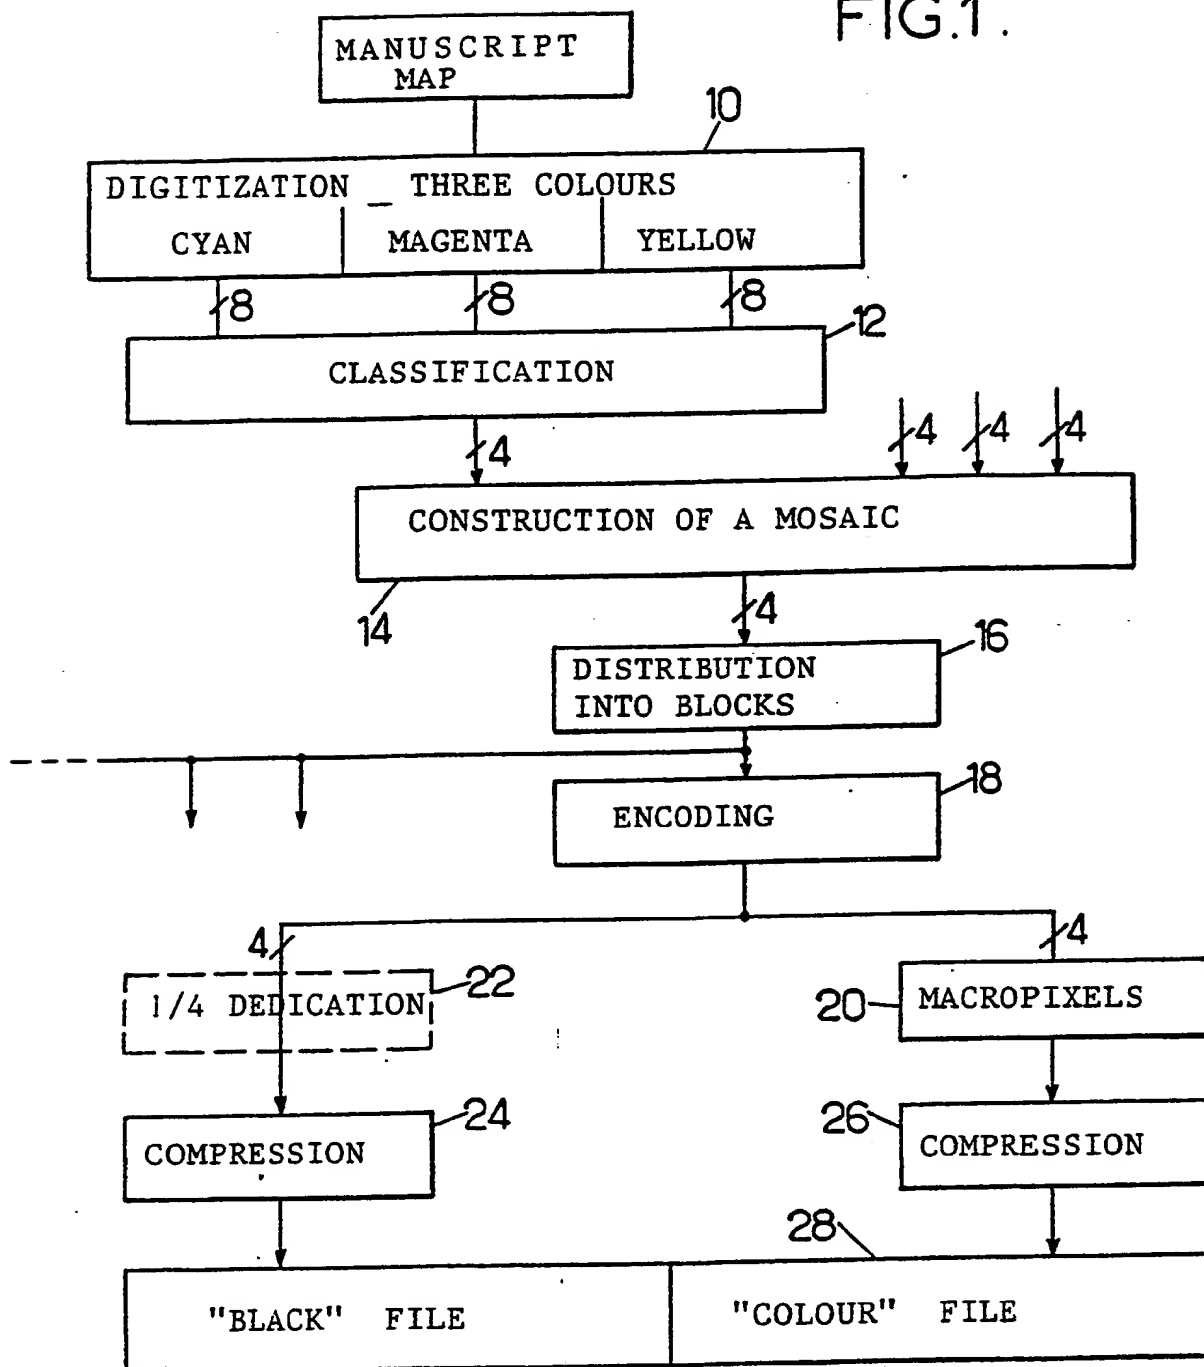 FIG.1.
MANUSCRIPT
MAP
10
DIGITIZATION _ THREE COLOURS
CYAN MAGENTA YELLOW
8 8 8
12
CLASSIFICATION
4 4 4 4
CONSTRUCTION OF A MOSAIC
14
4
16
DISTRIBUTION
INTO BLOCKS
18
ENCODING
4 4
22
1/4 DEDICATION
20
MACROPIXELS
24
COMPRESSION
26
COMPRESSION
28
"BLACK" FILE
"COLOUR" FILE